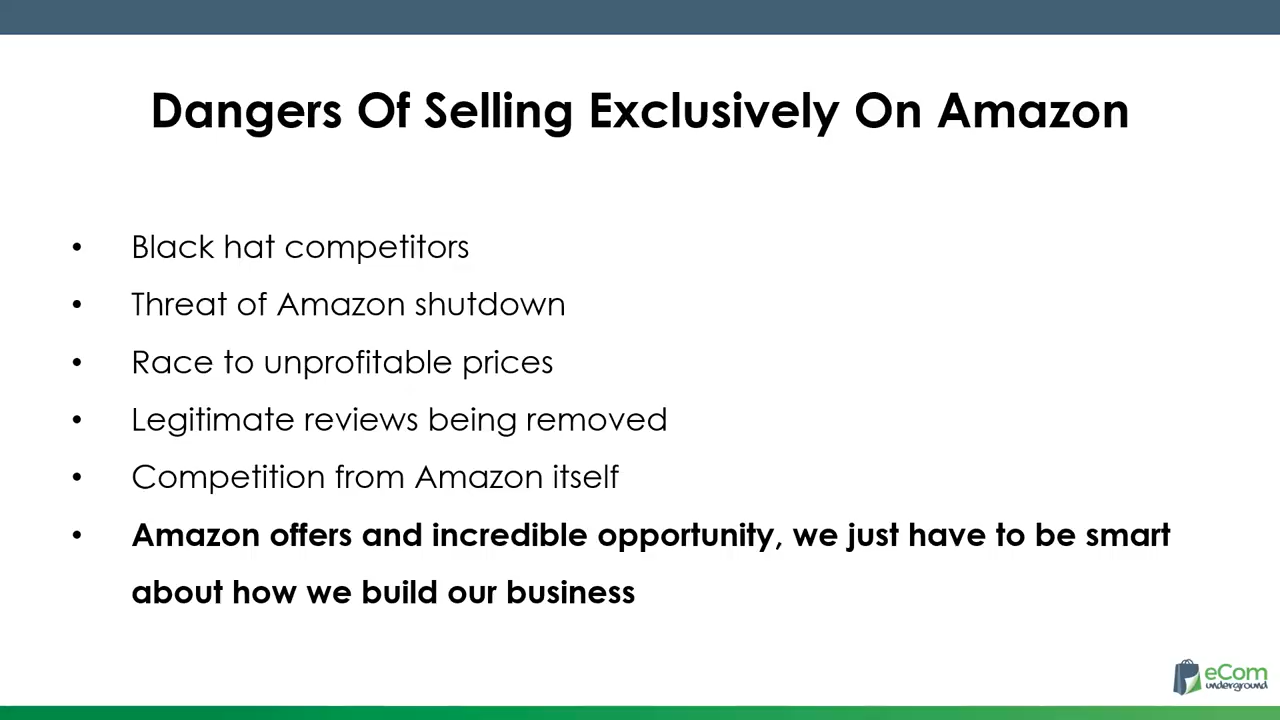 Dangers Of Selling Exclusively On Amazon
• Black hat competitors
• Threat of Amazon shutdown
• Race to unprofitable prices
• Legitimate reviews being removed
• Competition from Amazon itself
• Amazon offers and incredible opportunity, we just have to be smart
about how we build our business
eCom
underground